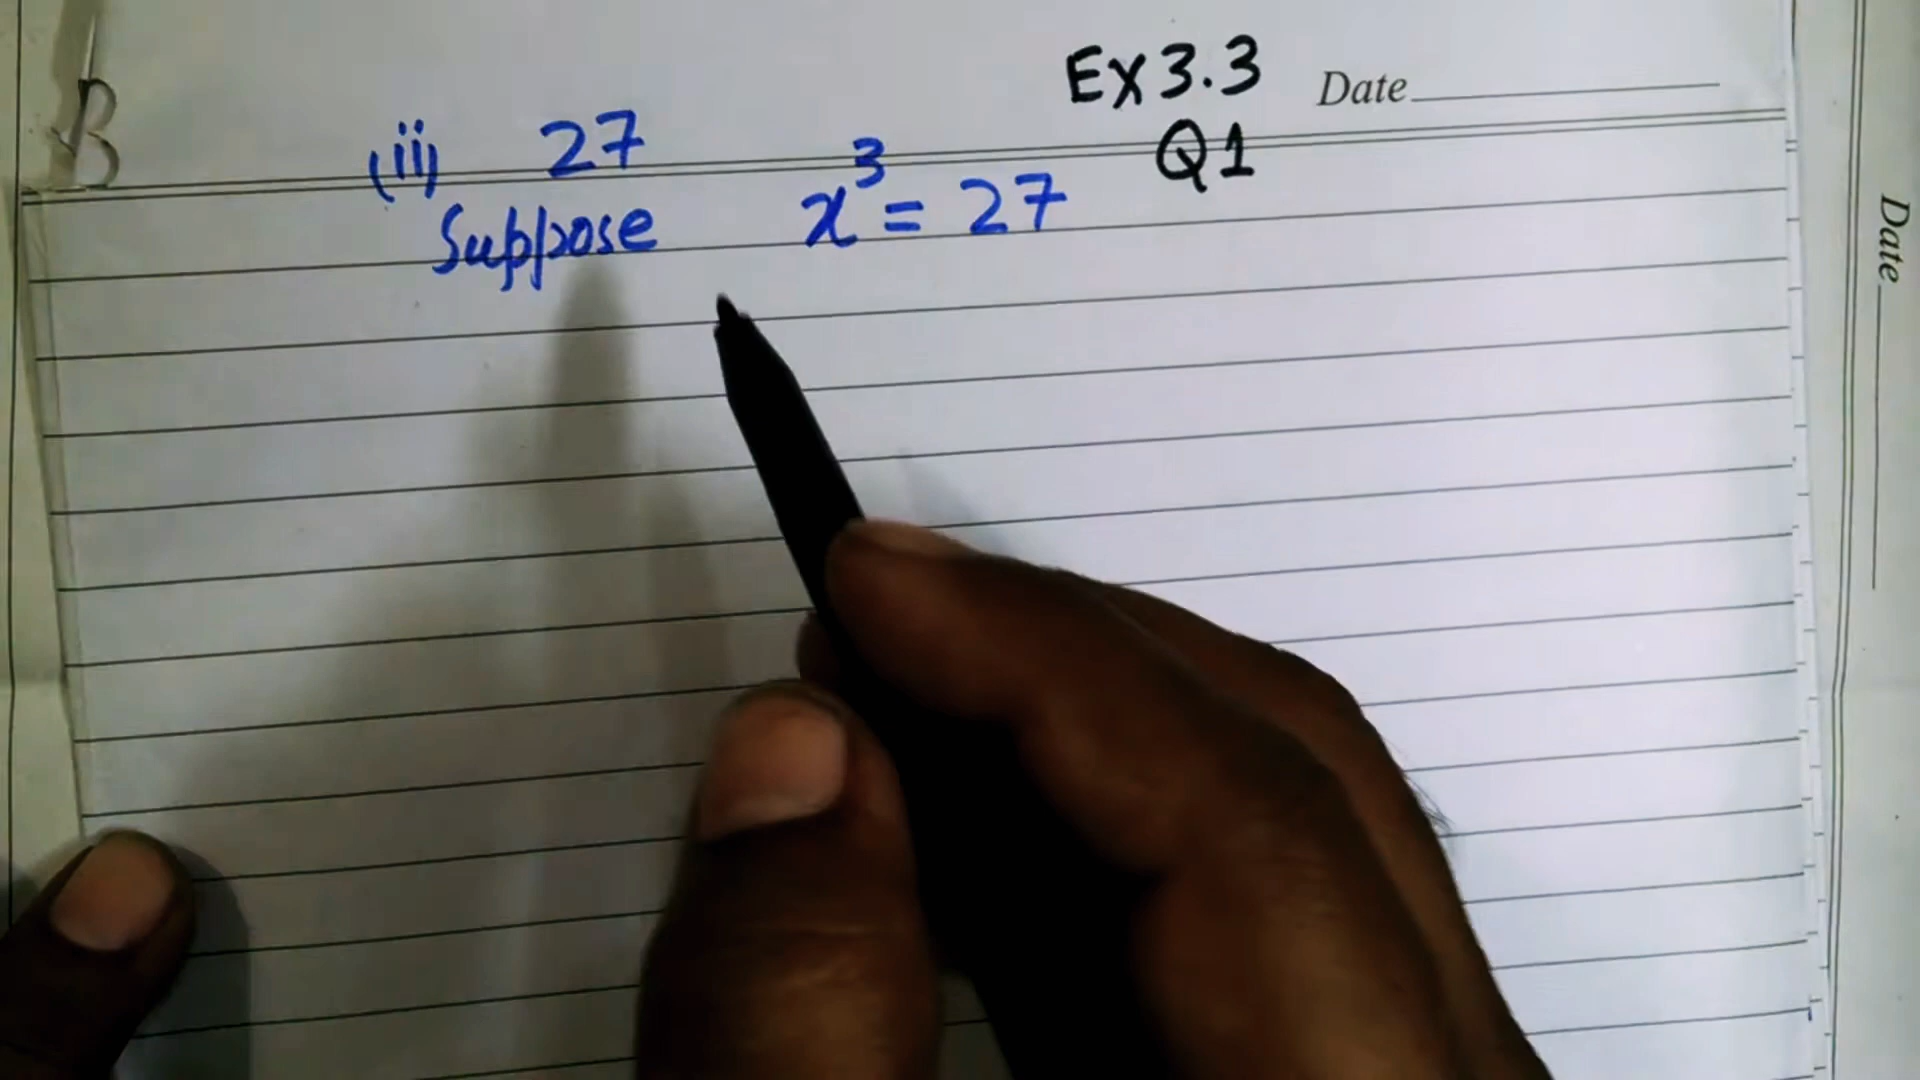 Ex 3.3 Date
Q1
(ii) 27
Suppose x³ = 27
Date